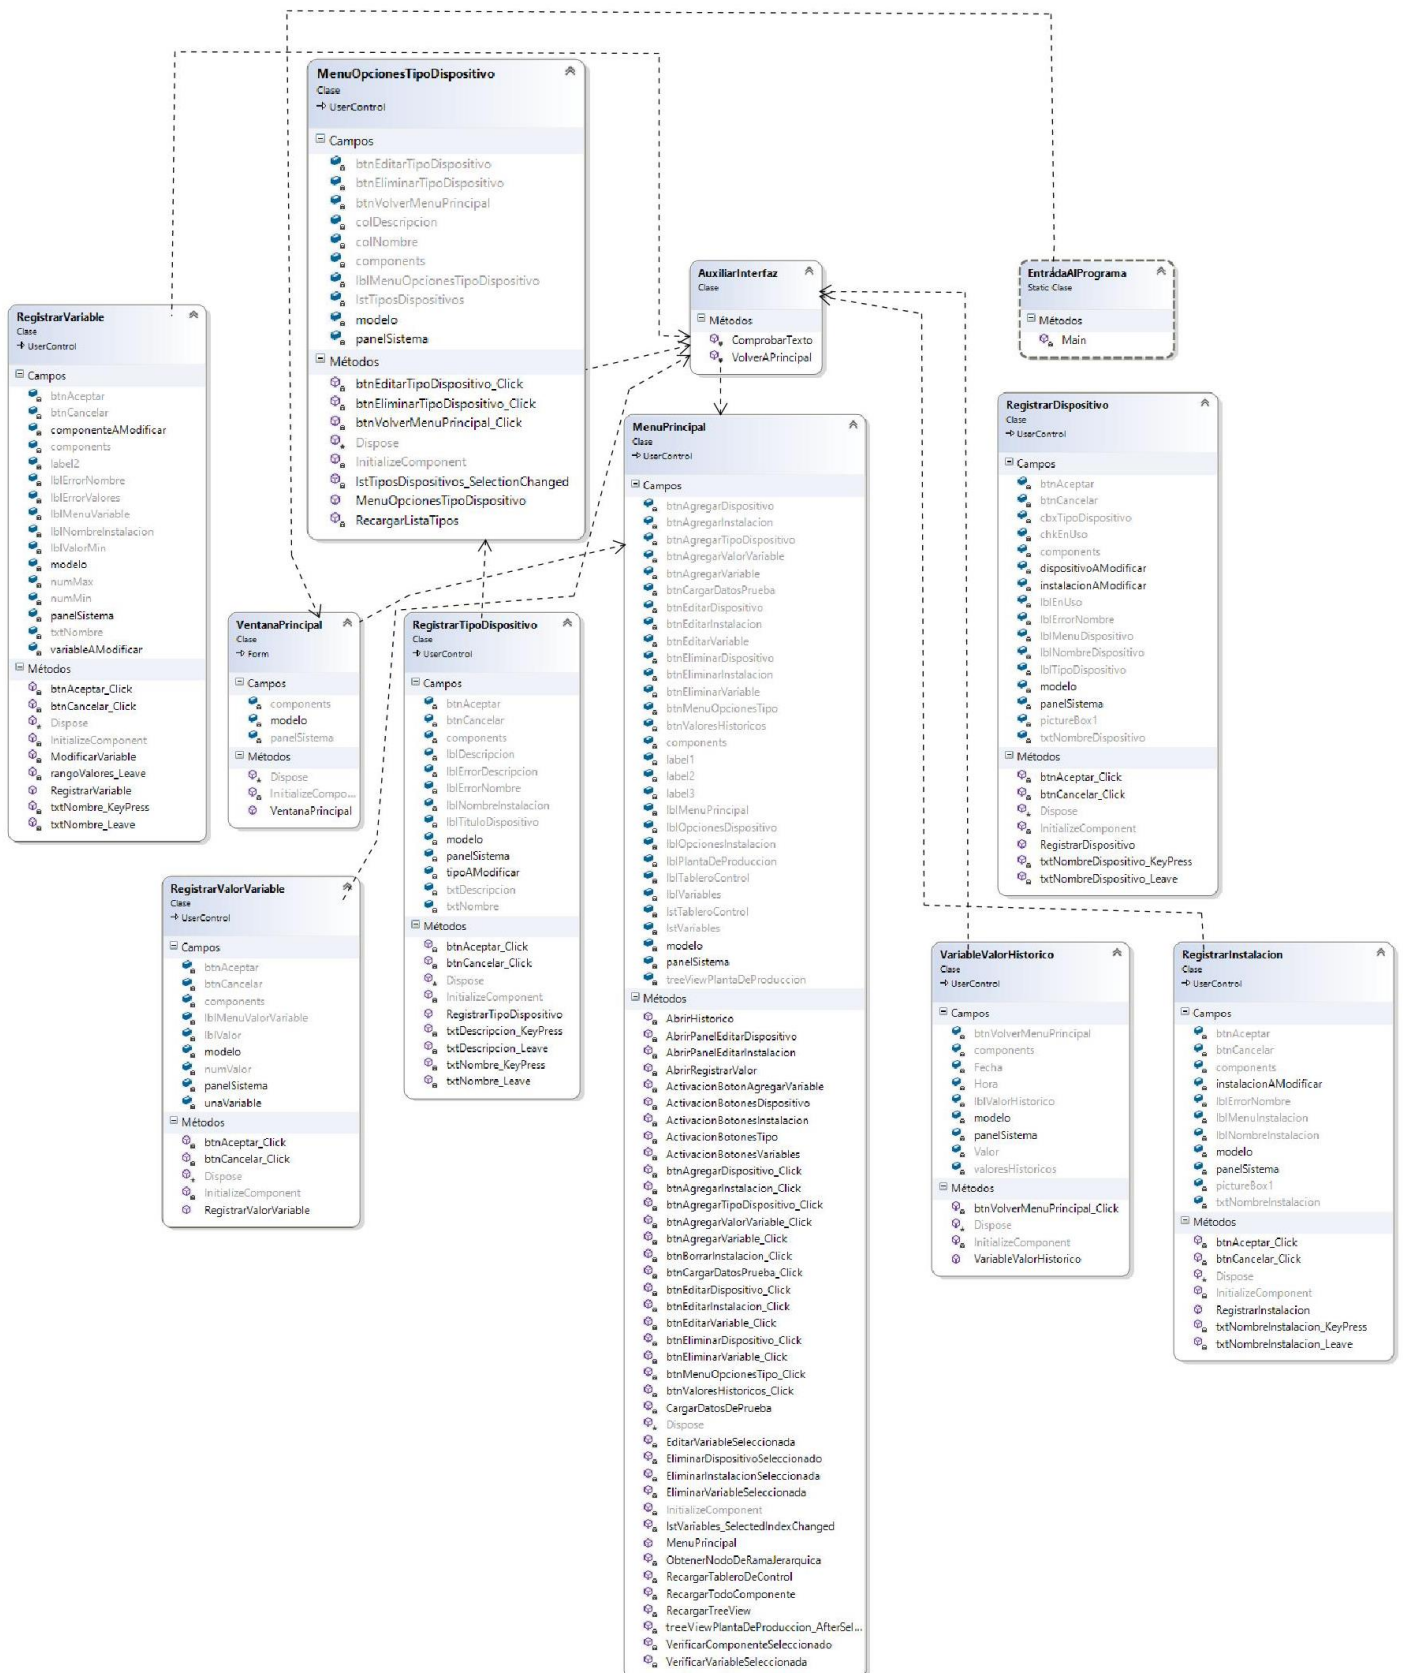 MenuOpcionesTipoDispositivo
Clase
UserControl
Campos
btnEditarTipoDispositivo
btnEliminarTipoDispositivo
btnVolverMenuPrincipal
colDescripcion
colNombre
components
lblMenuOpcionesTipoDispositivo
lstTiposDispositivos
modelo
panelSistema
Métodos
btnEditarTipoDispositivo_Click
btnEliminarTipoDispositivo_Click
btnVolverMenuPrincipal_Click
Dispose
InitializeComponent
lstTiposDispositivos_SelectionChanged
MenuOpcionesTipoDispositivo
RecargarListaTipos
AuxiliarInterfaz
Clase
Métodos
ComprobarTexto
VolverAPrincipal
EntradaAlPrograma
Static Clase
Métodos
Main
RegistrarVariable
Clase
UserControl
Campos
btnAceptar
btnCancelar
componenteAModificar
components
label2
lblErrorNombre
lblErrorValores
lblMenuVariable
lblNombreInstalacion
lblValorMin
modelo
numMax
numMin
panelSistema
txtNombre
variableAModificar
Métodos
btnAceptar_Click
btnCancelar_Click
Dispose
InitializeComponent
ModificarVariable
rangoValores_Leave
RegistrarVariable
txtNombre_KeyPress
txtNombre_Leave
RegistrarDispositivo
Clase
UserControl
Campos
btnAceptar
btnCancelar
cbxTipoDispositivo
chkEnUso
components
dispositivoAModificar
instalacionAModificar
lblEnUso
lblErrorNombre
lblMenuDispositivo
lblNombreDispositivo
lblTipoDispositivo
modelo
panelSistema
pictureBox1
txtNombreDispositivo
Métodos
btnAceptar_Click
btnCancelar_Click
Dispose
InitializeComponent
RegistrarDispositivo
txtNombreDispositivo_KeyPress
txtNombreDispositivo_Leave
MenuPrincipal
Clase
UserControl
Campos
btnAgregarDispositivo
btnAgregarInstalacion
btnAgregarTipoDispositivo
btnAgregarValorVariable
btnAgregarVariable
btnCargarDatosPrueba
btnEditarDispositivo
btnEditarInstalacion
btnEditarVariable
btnEliminarDispositivo
btnEliminarInstalacion
btnEliminarVariable
btnMenuOpcionesTipo
btnValoresHistoricos
components
label1
label2
label3
lblMenuPrincipal
lblOpcionesDispositivo
lblOpcionesInstalacion
lblPlantaDeProduccion
lblTableroControl
lblVariables
lstTableroControl
lstVariables
modelo
panelSistema
treeViewPlantaDeProduccion
Métodos
AbrirHistorico
AbrirPanelEditarDispositivo
AbrirPanelEditarInstalacion
AbrirRegistrarValor
ActivacionBotonAgregarVariable
ActivacionBotonesDispositivo
ActivacionBotonesInstalacion
ActivacionBotonesTipo
ActivacionBotonesVariables
btnAgregarDispositivo_Click
btnAgregarInstalacion_Click
btnAgregarTipoDispositivo_Click
btnAgregarValorVariable_Click
btnAgregarVariable_Click
btnBorrarInstalacion_Click
btnCargarDatosPrueba_Click
btnEditarDispositivo_Click
btnEditarInstalacion_Click
btnEditarVariable_Click
btnEliminarDispositivo_Click
btnEliminarVariable_Click
btnMenuOpcionesTipo_Click
btnValoresHistoricos_Click
CargarDatosDePrueba
Dispose
EditarVariableSeleccionada
EliminarDispositivoSeleccionado
EliminarInstalacionSeleccionada
EliminarVariableSeleccionada
InitializeComponent
lstVariables_SelectedIndexChanged
MenuPrincipal
ObtenerNodoDeRamaJerarquica
RecargarTableroDeControl
RecargarTodoComponente
RecargarTreeView
treeViewPlantaDeProduccion_AfterSel...
VerificarComponenteSeleccionado
VerificarVariableSeleccionada
VentanaPrincipal
Clase
Form
Campos
components
modelo
panelSistema
Métodos
Dispose
InitializeCompo...
VentanaPrincipal
RegistrarTipoDispositivo
Clase
UserControl
Campos
btnAceptar
btnCancelar
components
lblDescripcion
lblErrorDescripcion
lblErrorNombre
lblNombreInstalacion
lblTituloDispositivo
modelo
panelSistema
tipoAModificar
txtDescripcion
txtNombre
Métodos
btnAceptar_Click
btnCancelar_Click
Dispose
InitializeComponent
RegistrarTipoDispositivo
txtDescripcion_KeyPress
txtDescripcion_Leave
txtNombre_KeyPress
txtNombre_Leave
RegistrarValorVariable
Clase
UserControl
Campos
btnAceptar
btnCancelar
components
lblMenuValorVariable
lblValor
modelo
numValor
panelSistema
unaVariable
Métodos
btnAceptar_Click
btnCancelar_Click
Dispose
InitializeComponent
RegistrarValorVariable
VariableValorHistorico
Clase
UserControl
Campos
btnVolverMenuPrincipal
components
Fecha
Hora
lblValorHistorico
modelo
panelSistema
Valor
valoresHistoricos
Métodos
btnVolverMenuPrincipal_Click
Dispose
InitializeComponent
VariableValorHistorico
RegistrarInstalacion
Clase
UserControl
Campos
btnAceptar
btnCancelar
components
instalacionAModificar
lblErrorNombre
lblMenuInstalacion
lblNombreInstalacion
modelo
panelSistema
pictureBox1
txtNombreInstalacion
Métodos
btnAceptar_Click
btnCancelar_Click
Dispose
InitializeComponent
RegistrarInstalacion
txtNombreInstalacion_KeyPress
txtNombreInstalacion_Leave